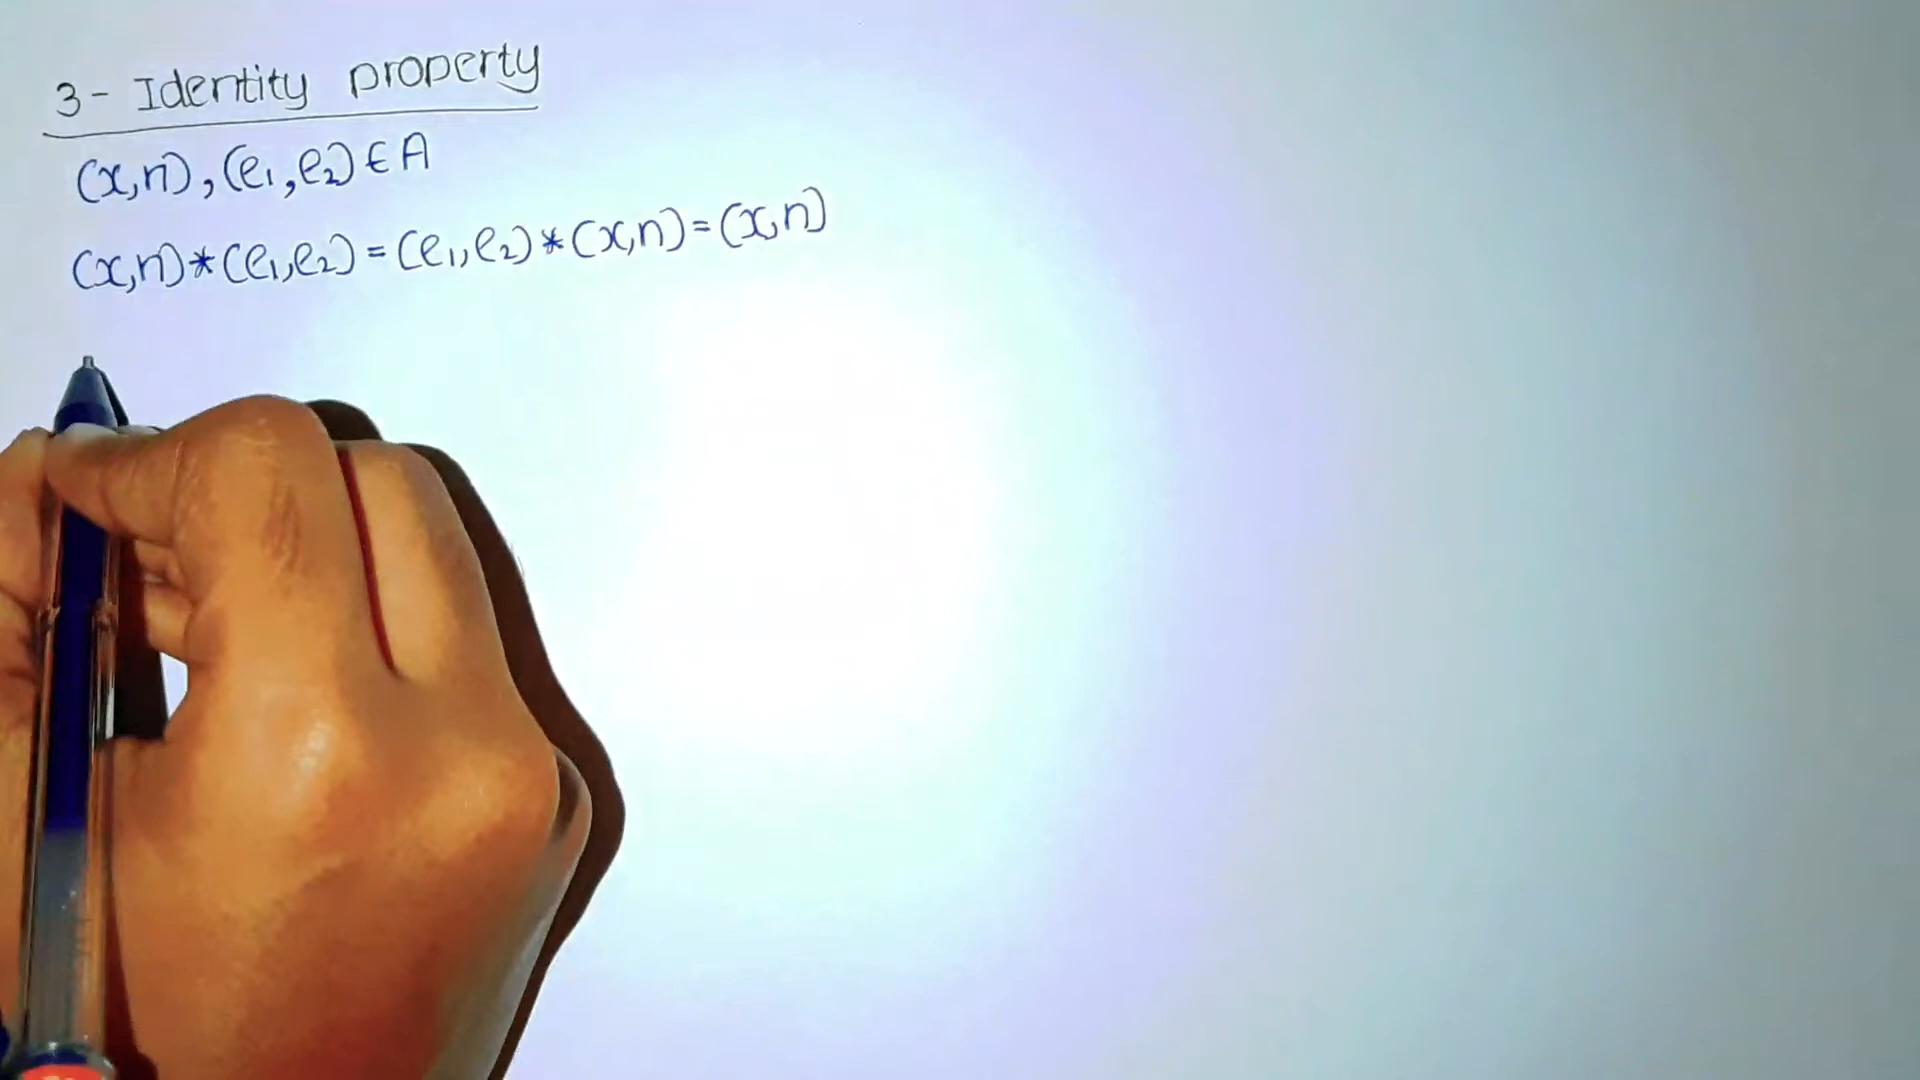 3- Identity property
(x,n),(e₁,e₂)∈A
(x,n)*(e₁,e₂)=(e₁,e₂)*(x,n)=(x,n)